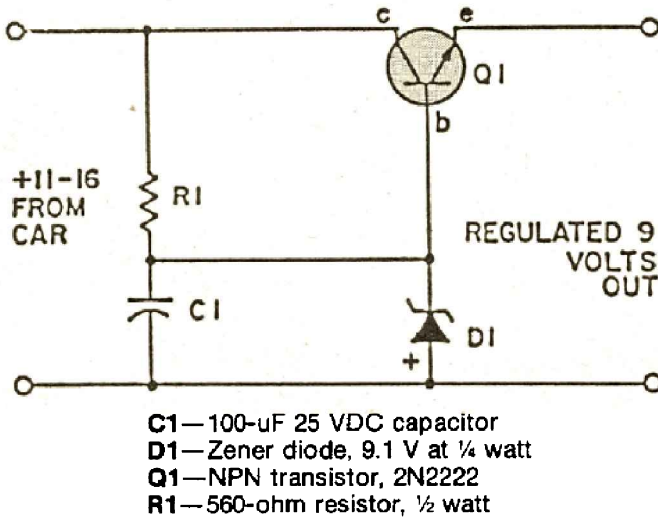 c
e
Q1
b
+11-16
FROM
CAR
R1
REGULATED 9
VOLTS
OUT
C1
D1
+
C1—100-uF 25 VDC capacitor
D1—Zener diode, 9.1 V at ¼ watt
Q1—NPN transistor, 2N2222
R1—560-ohm resistor, ½ watt